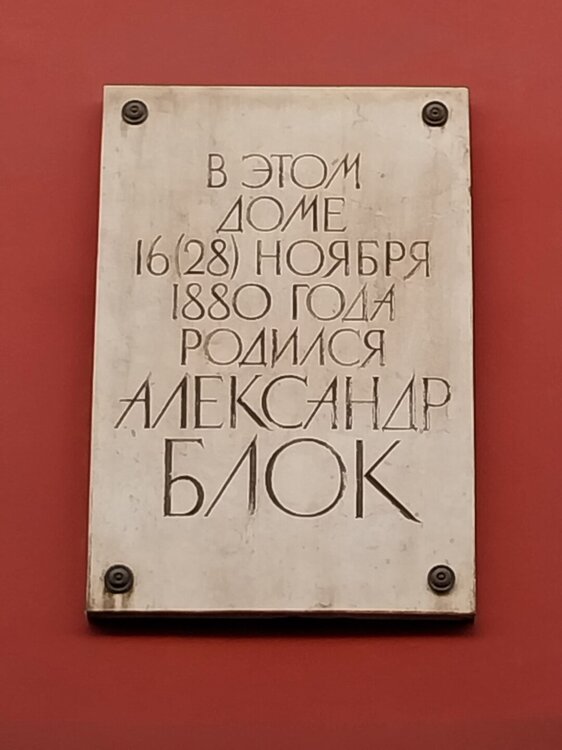 В ЭТОМ
ДОМЕ
16(28) НОЯБРЯ
1880 ГОДА
РОДИЛСЯ
АЛЕКСАНДР
БЛОК